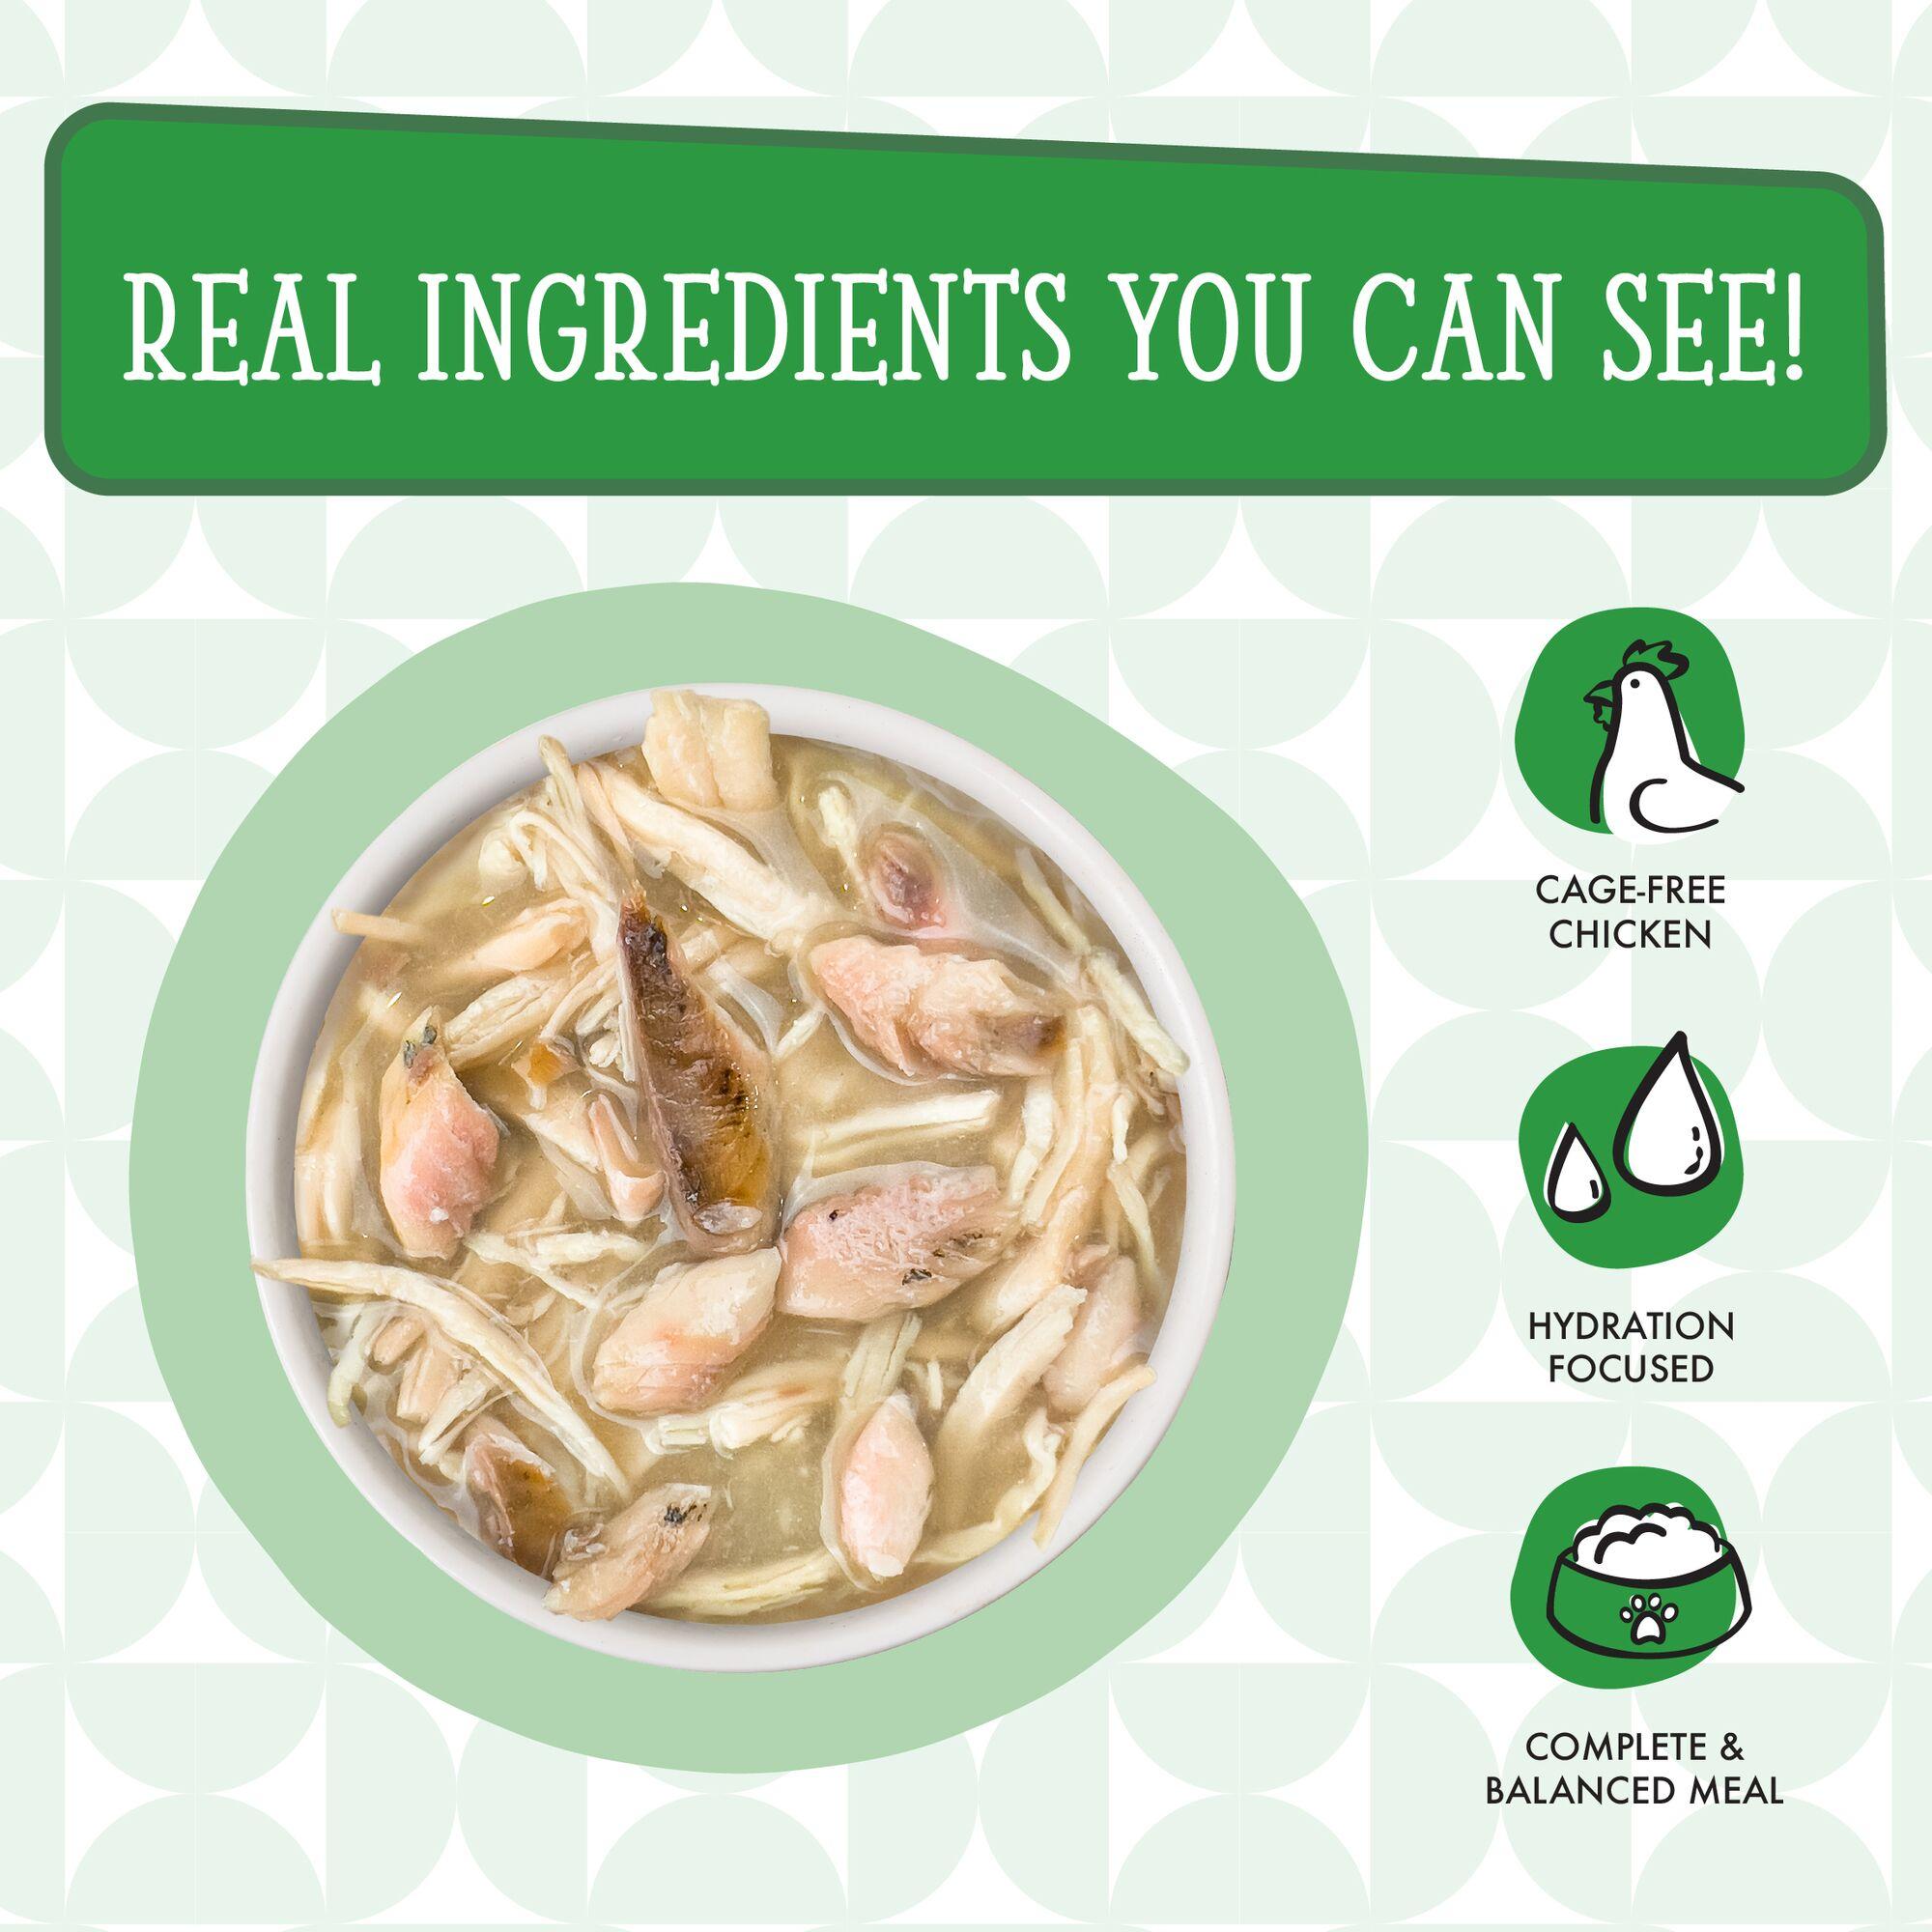 REAL INGREDIENTS YOU CAN SEE!
CAGE-FREE
CHICKEN
HYDRATION
FOCUSED
COMPLETE &
BALANCED MEAL